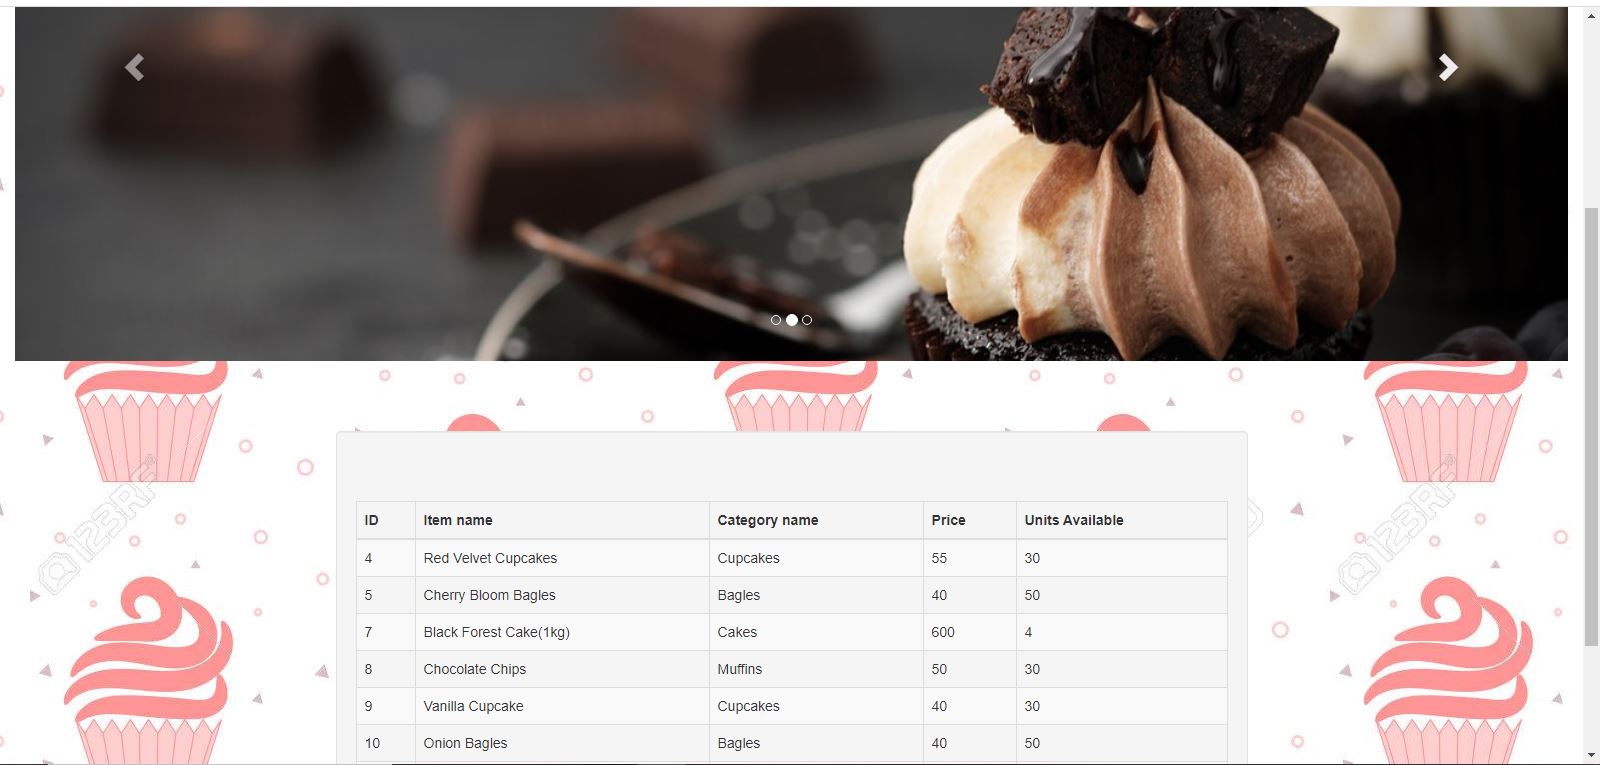 ID Item name Category name Price Units Available
4 Red Velvet Cupcakes Cupcakes 55 30
5 Cherry Bloom Bagles Bagles 40 50
7 Black Forest Cake(1kg) Cakes 600 4
8 Chocolate Chips Muffins 50 30
9 Vanilla Cupcake Cupcakes 40 30
10 Onion Bagles Bagles 40 50
123RF®
123RF®